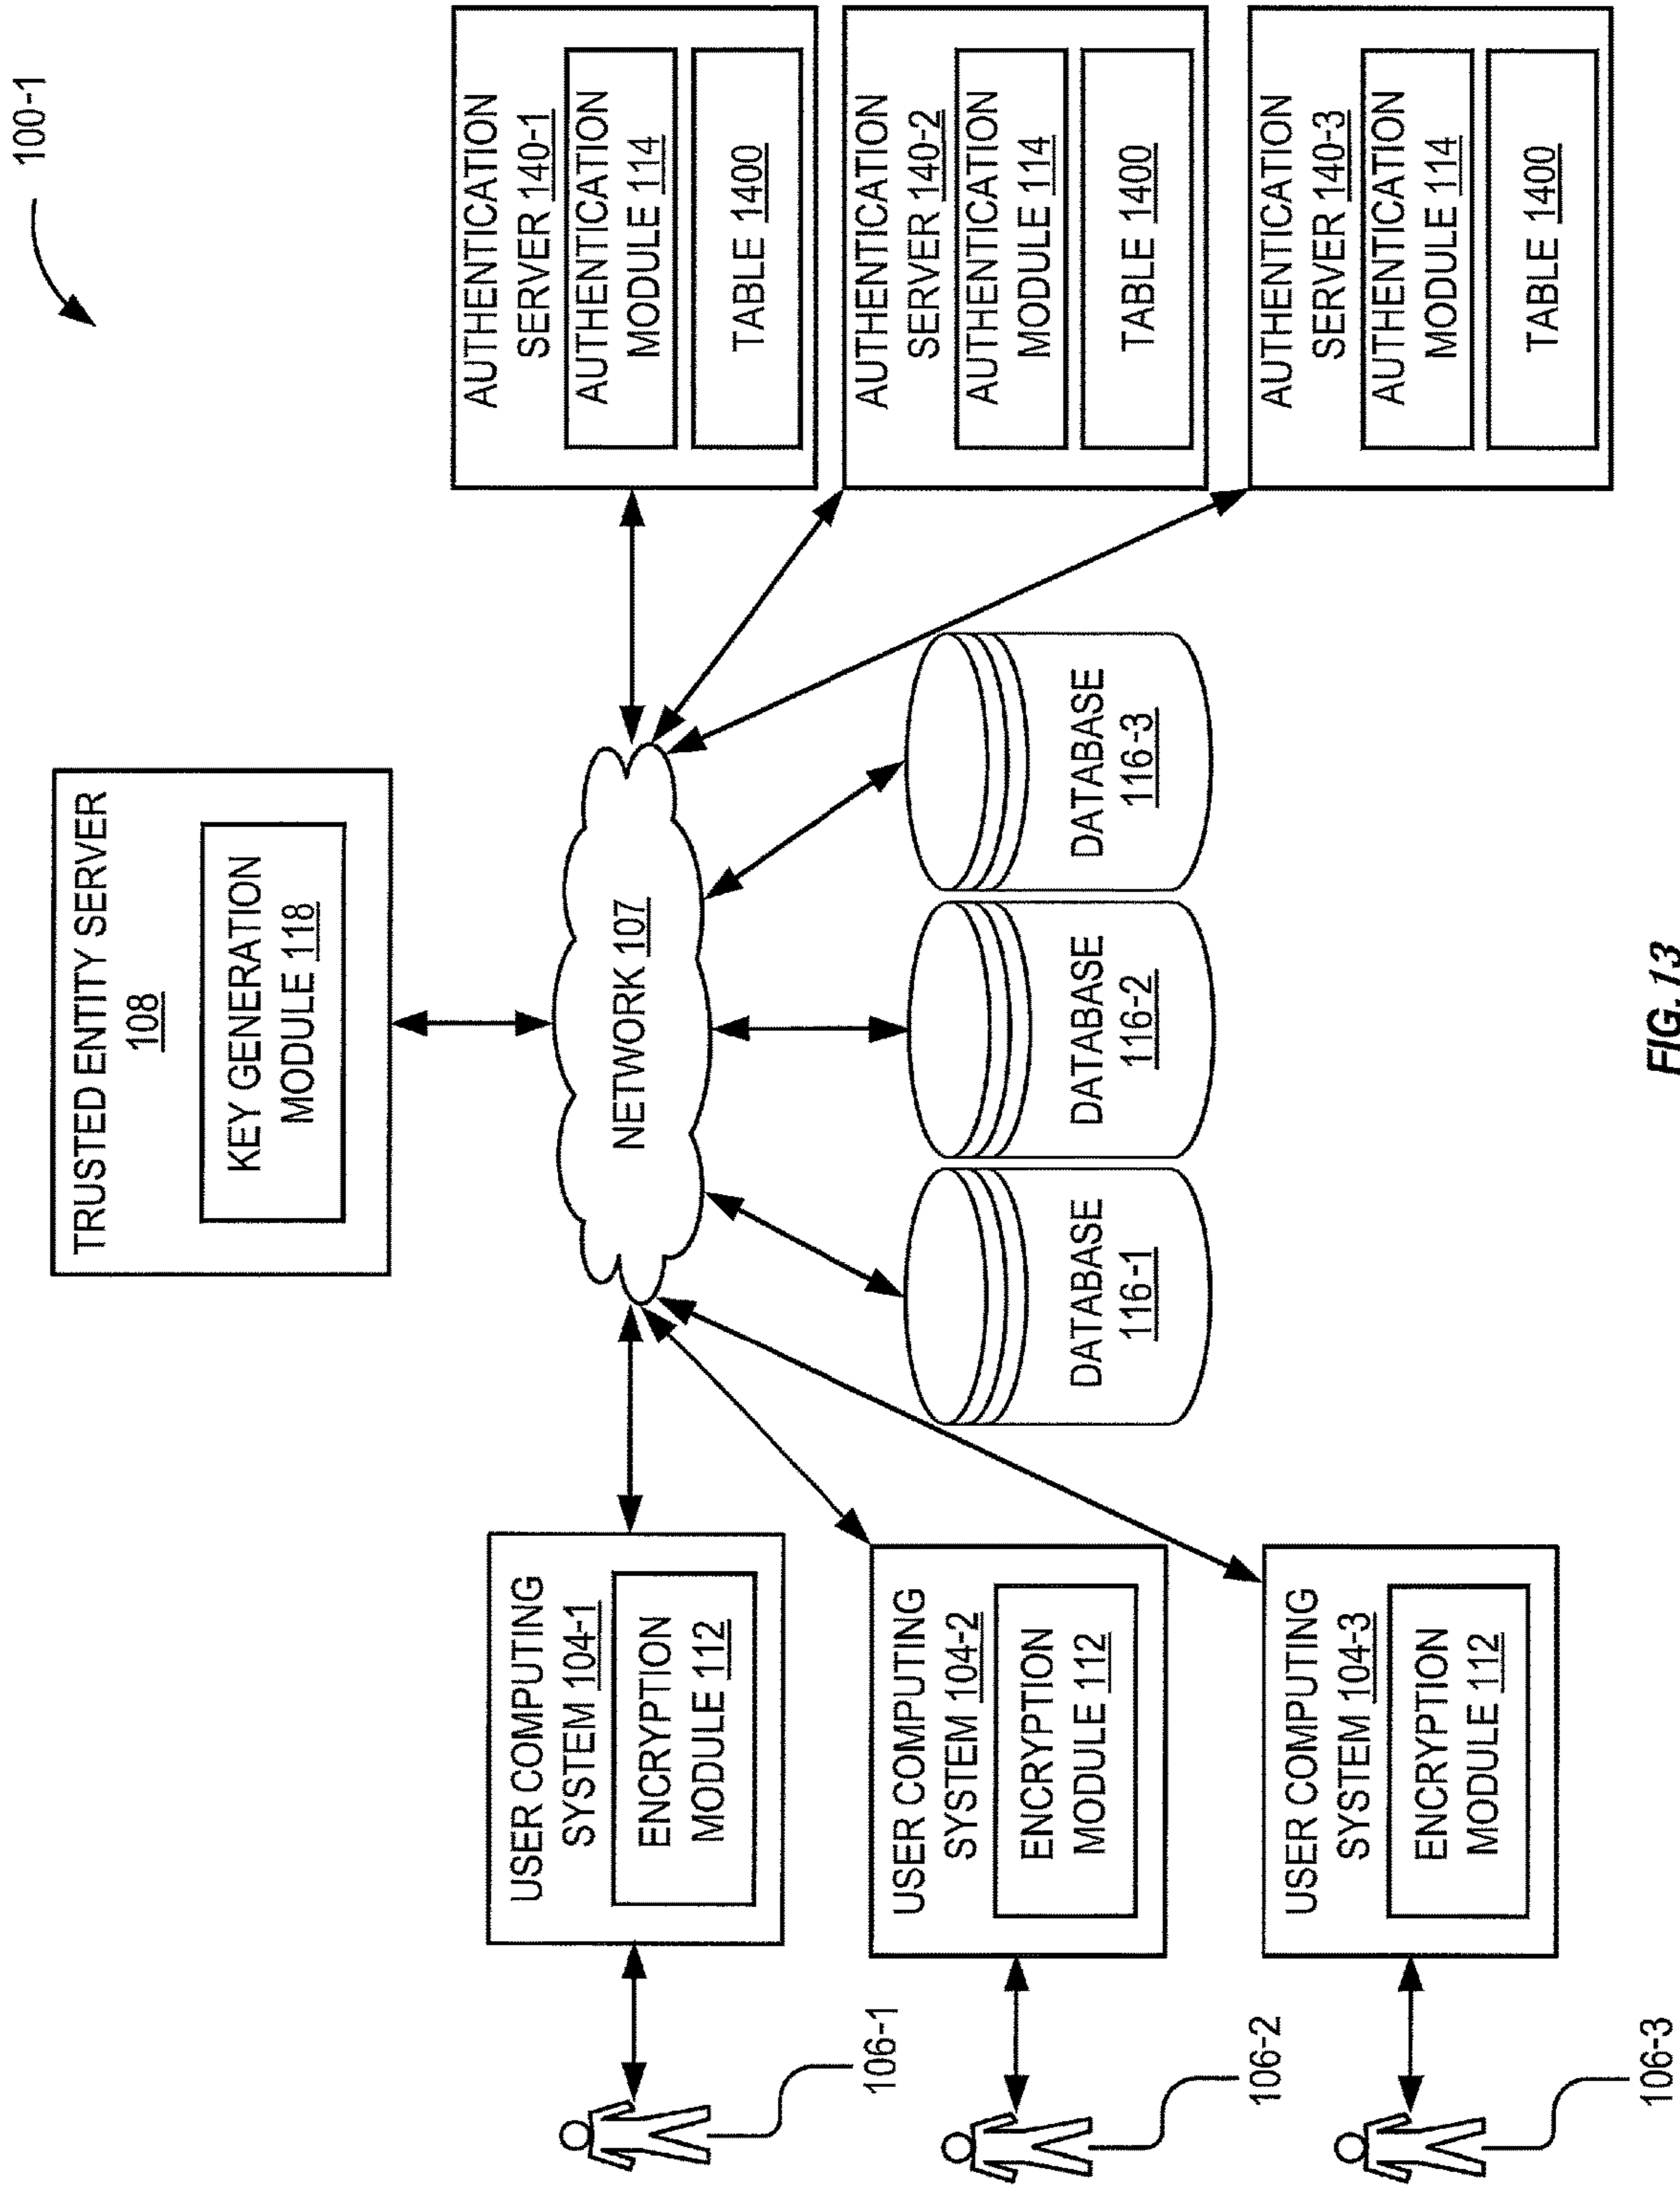 100-1
TRUSTED ENTITY SERVER
108
KEY GENERATION
MODULE 118
NETWORK 107
USER COMPUTING
SYSTEM 104-1
ENCRYPTION
MODULE 112
106-1
USER COMPUTING
SYSTEM 104-2
ENCRYPTION
MODULE 112
106-2
USER COMPUTING
SYSTEM 104-3
ENCRYPTION
MODULE 112
106-3
DATABASE
116-1
DATABASE
116-2
DATABASE
116-3
AUTHENTICATION
SERVER 140-1
AUTHENTICATION
MODULE 114
TABLE 1400
AUTHENTICATION
SERVER 140-2
AUTHENTICATION
MODULE 114
TABLE 1400
AUTHENTICATION
SERVER 140-3
AUTHENTICATION
MODULE 114
TABLE 1400
FIG. 13